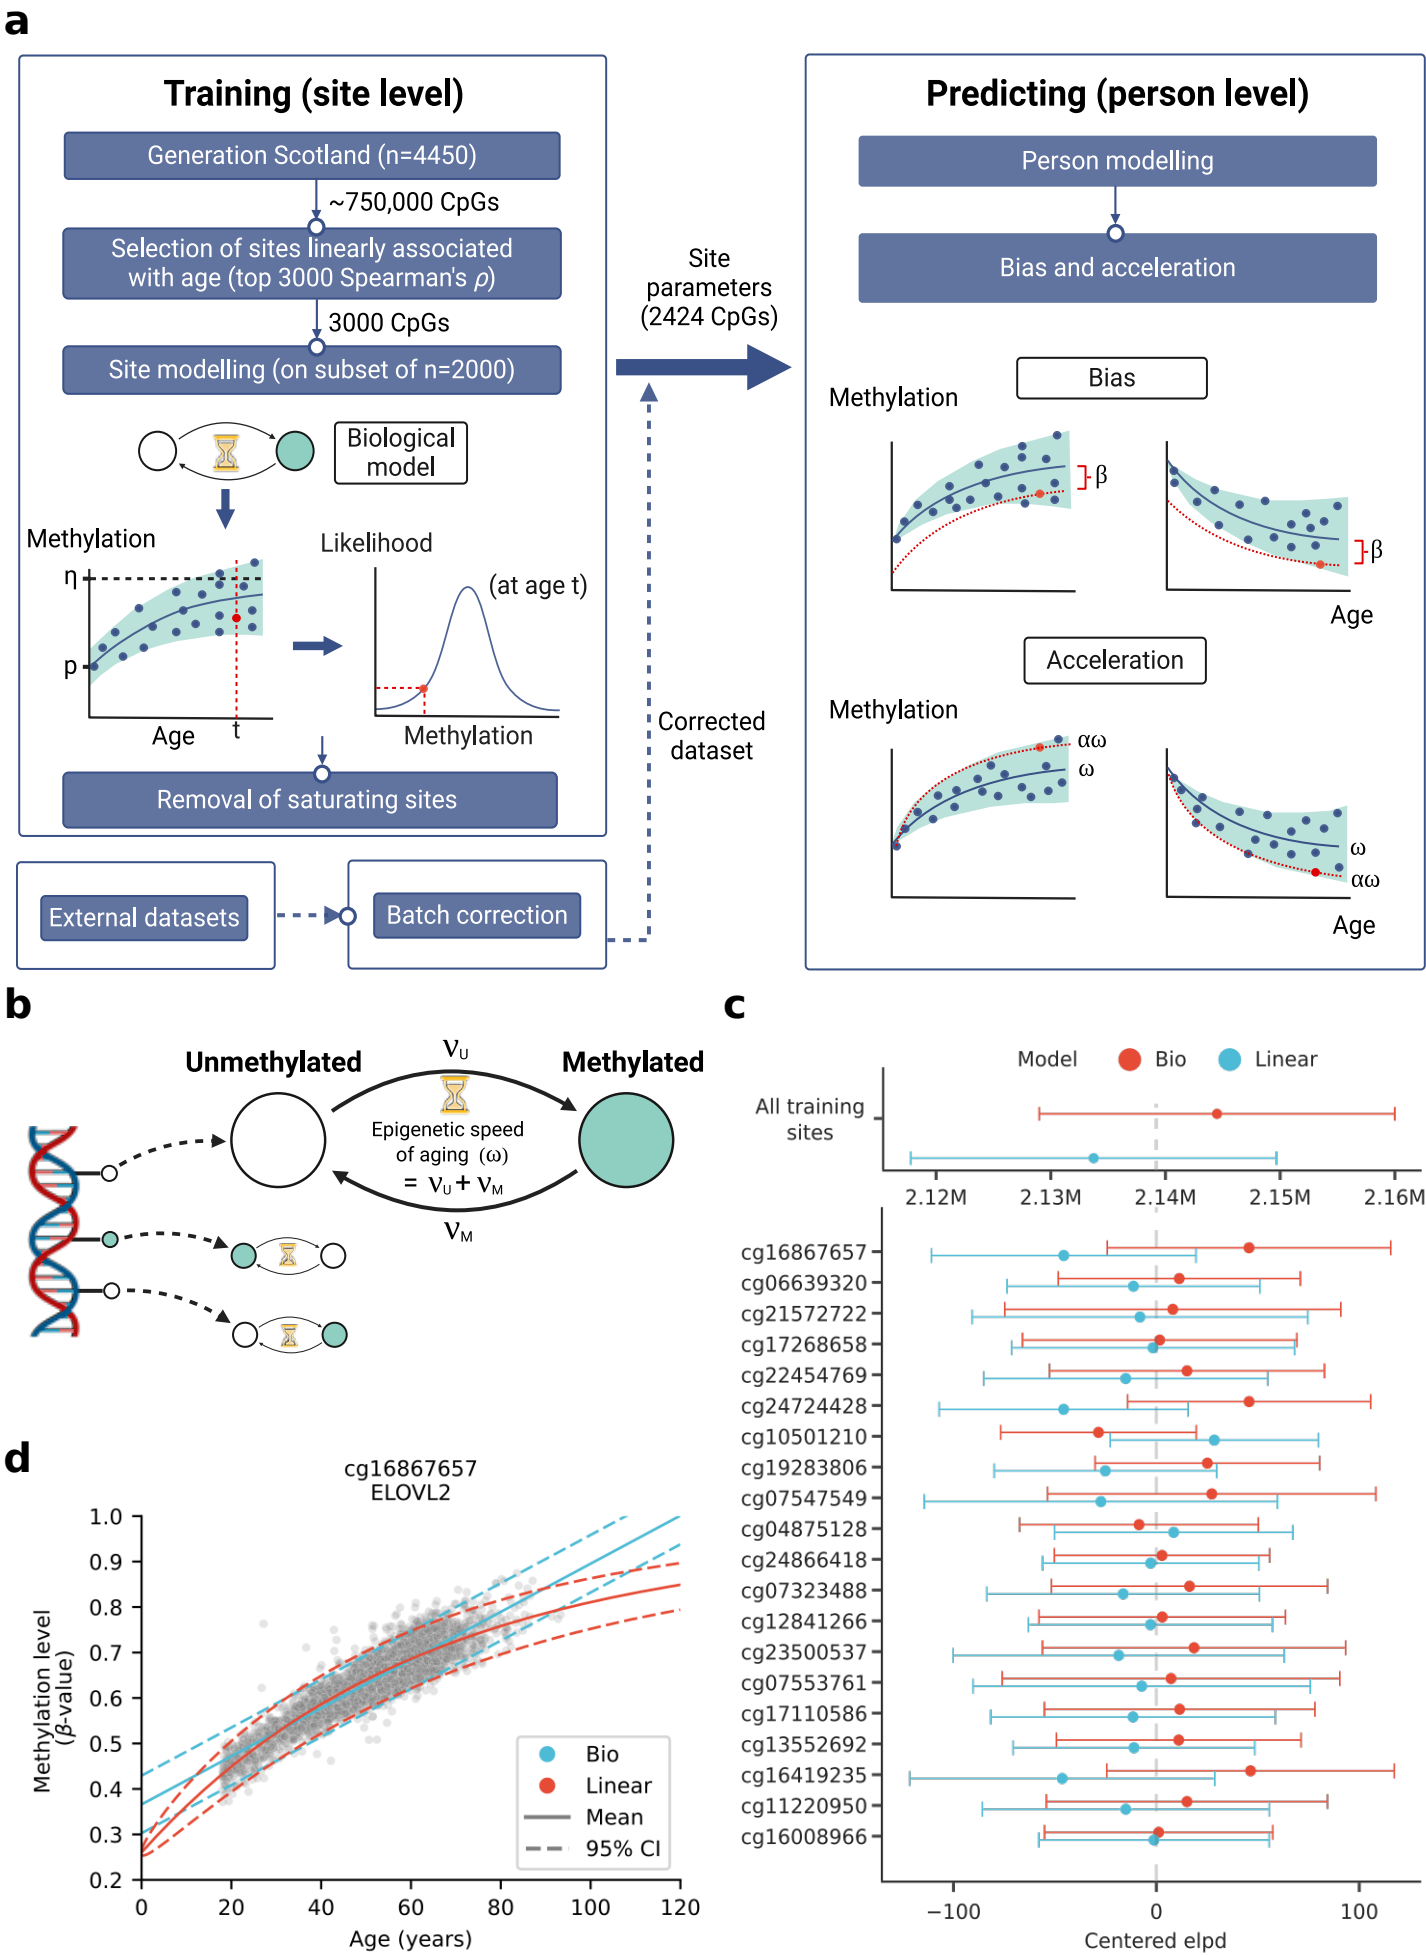 a
Training (site level)
Generation Scotland (n=4450)
~750,000 CpGs
Selection of sites linearly associated
with age (top 3000 Spearman's ρ)
3000 CpGs
Site modelling (on subset of n=2000)
Biological
model
Methylation
η
p
Age
t
Likelihood
(at age t)
Methylation
Removal of saturating sites
External datasets
Batch correction
Site
parameters
(2424 CpGs)
Corrected
dataset
Predicting (person level)
Person modelling
Bias and acceleration
Bias
Methylation
β
β
Age
Acceleration
Methylation
αω
ω
ω
αω
Age
b
Unmethylated
Methylated
νU
Epigenetic speed
of aging (ω)
= νU + νM
νM
c
Model
Bio
Linear
All training
sites
2.12M
2.13M
2.14M
2.15M
2.16M
cg16867657
cg06639320
cg21572722
cg17268658
cg22454769
cg24724428
cg10501210
cg19283806
cg07547549
cg04875128
cg24866418
cg07323488
cg12841266
cg23500537
cg07553761
cg17110586
cg13552692
cg16419235
cg11220950
cg16008966
−100
0
100
Centered elpd
d
cg16867657
ELOVL2
Methylation level
(β-value)
1.0
0.9
0.8
0.7
0.6
0.5
0.4
0.3
0.2
0
20
40
60
80
100
120
Age (years)
Bio
Linear
Mean
95% CI